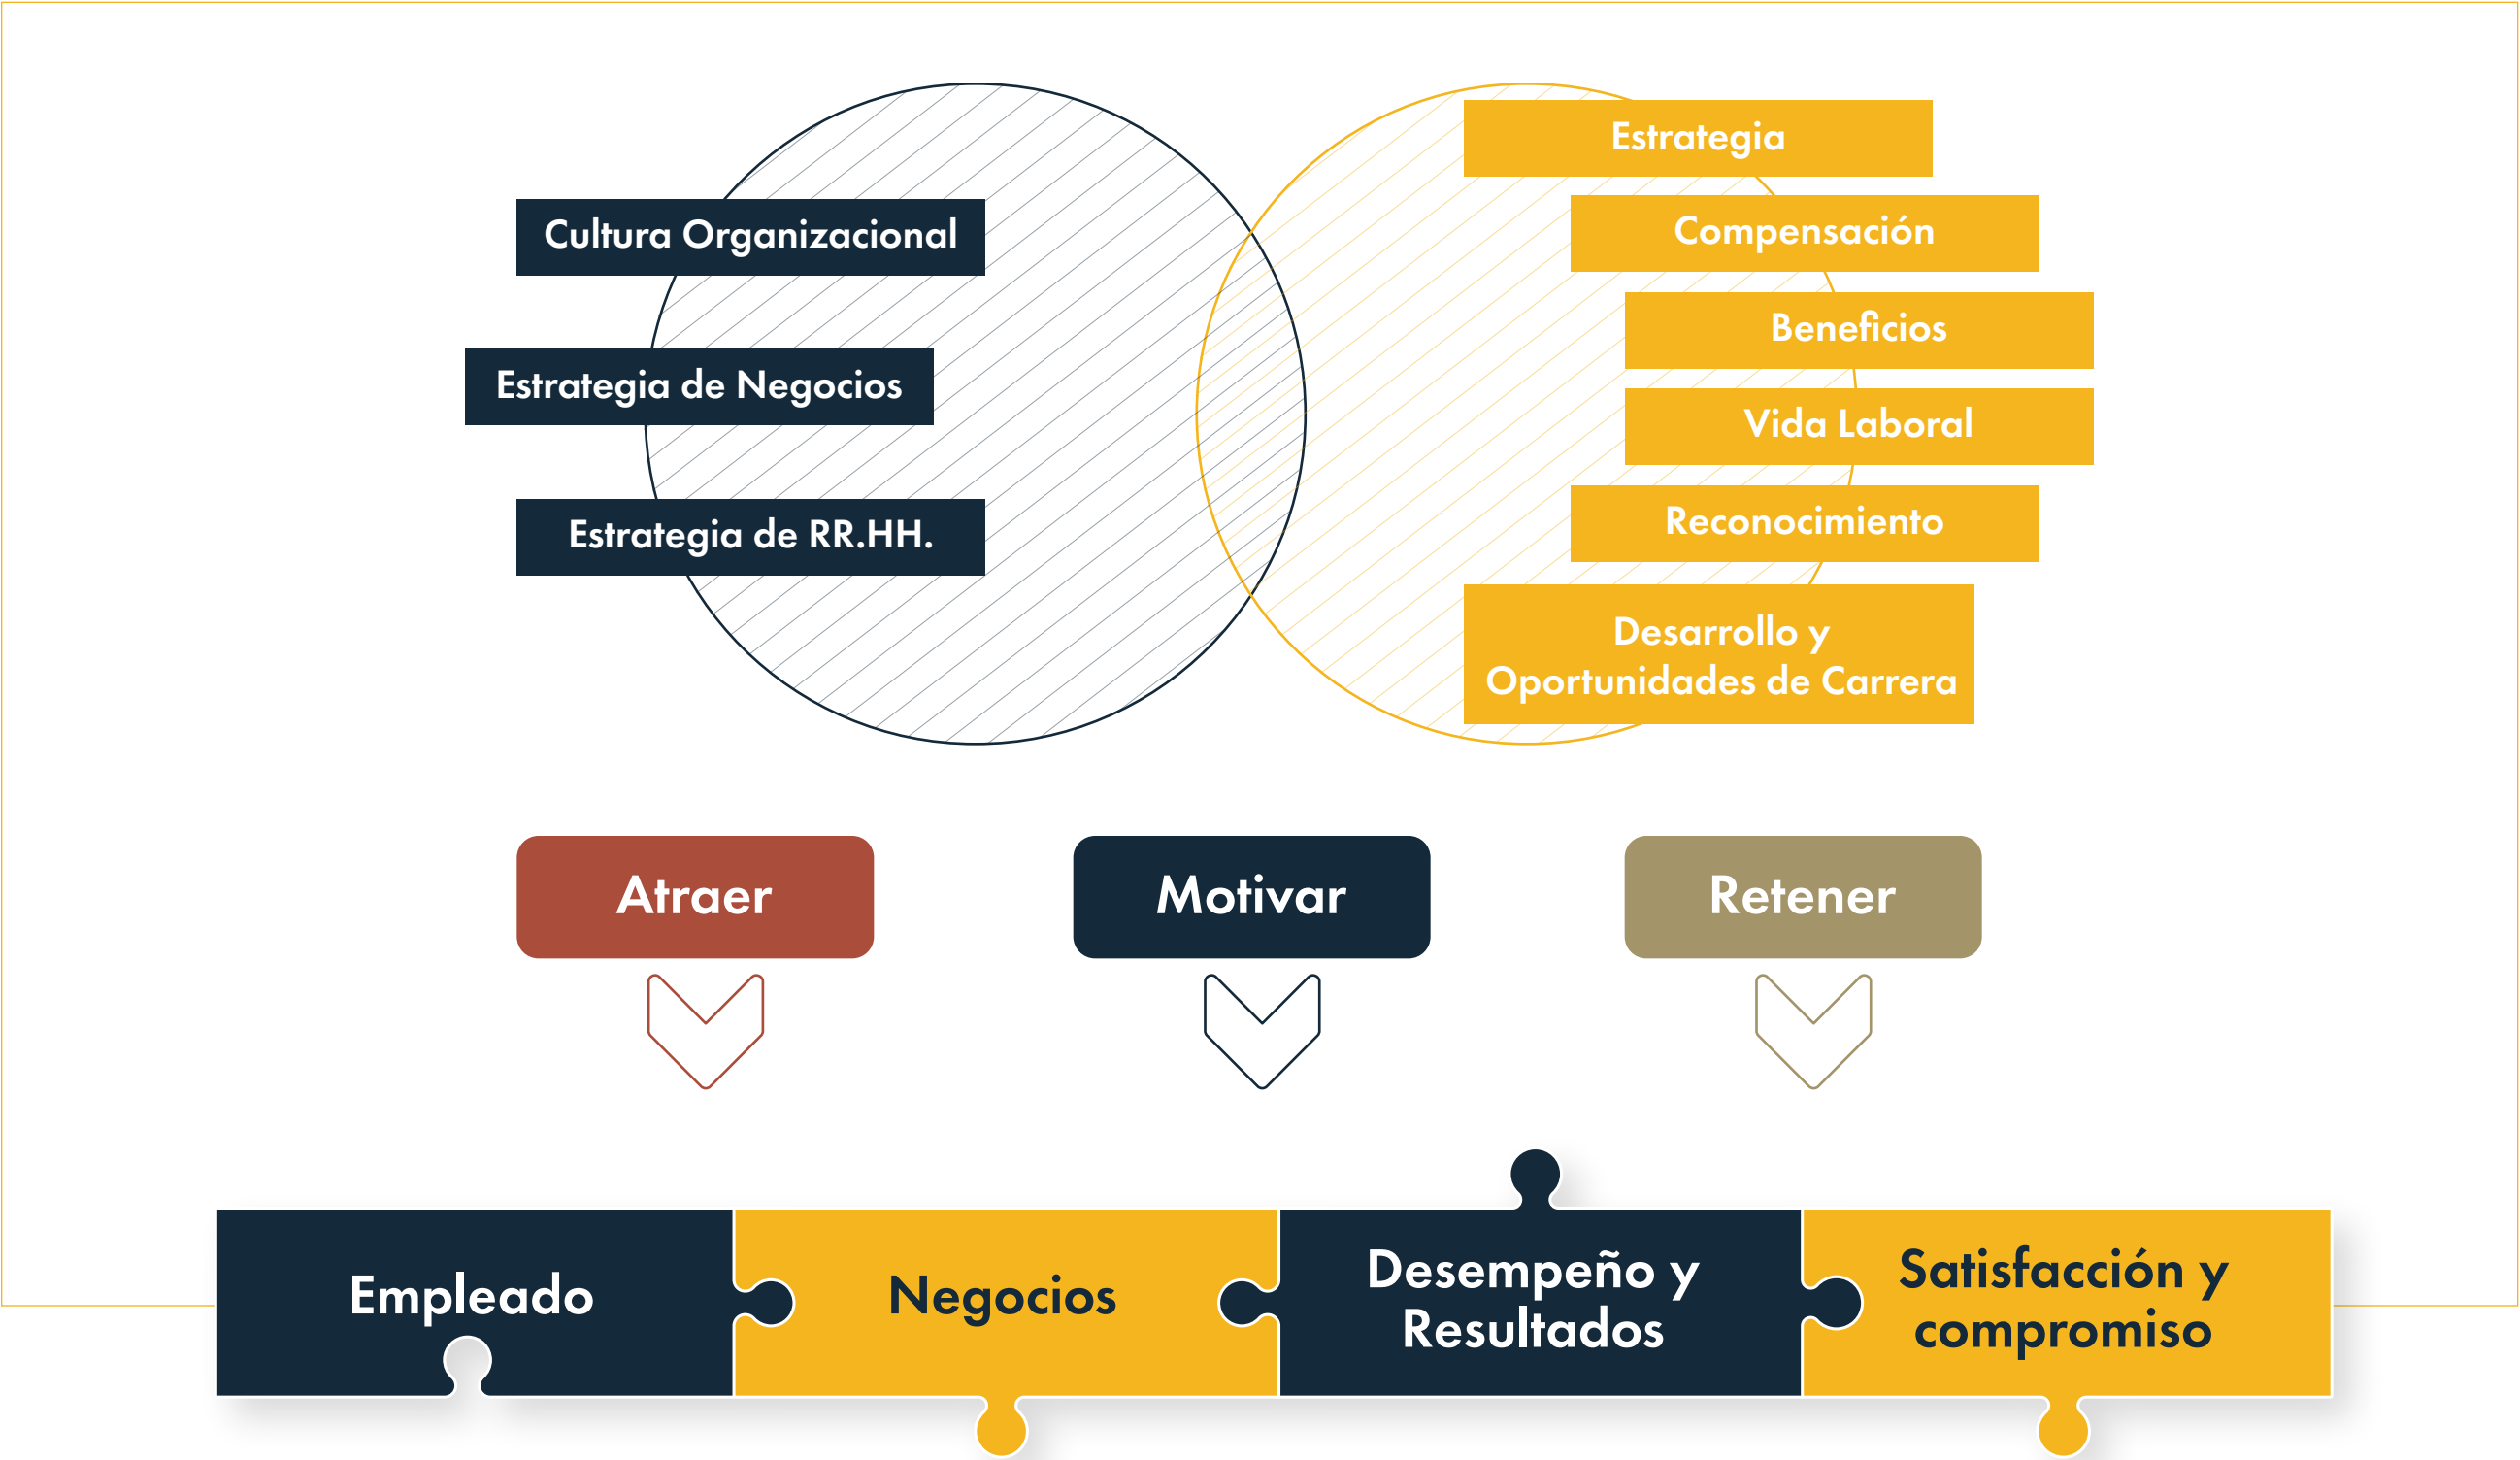 Cultura Organizacional
Estrategia de Negocios
Estrategia de RR.HH.
Estrategia
Compensación
Beneficios
Vida Laboral
Reconocimiento
Desarrollo y
Oportunidades de Carrera
Atraer
Motivar
Retener
Empleado
Negocios
Desempeño y
Resultados
Satisfacción y
compromiso